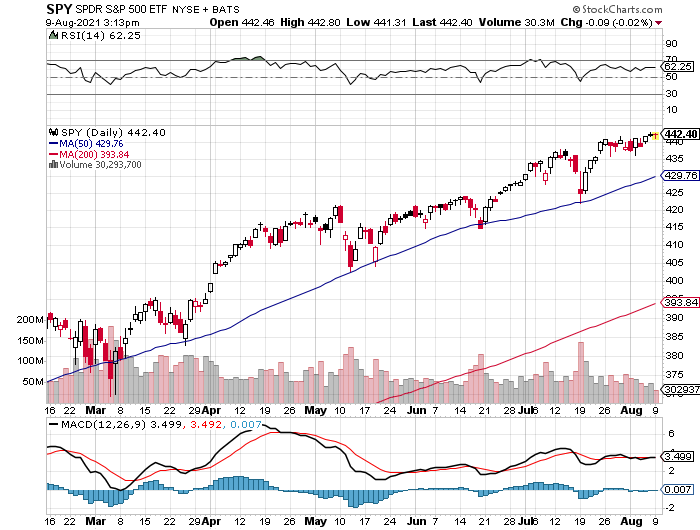 SPY SPDR S&P 500 ETF NYSE + BATS © StockCharts.com
9-Aug-2021 3:13pm Open 442.46 High 442.80 Low 441.31 Last 442.40 Volume 30.3M Chg -0.09 (-0.02%)
RSI(14) 62.25
90
70
62.25
50
30
10
SPY (Daily) 442.40
MA(50) 429.76
MA(200) 393.84
Volume 30,293,700
442.40
440
435
429.76
425
420
415
410
405
400
395
393.84
390
385
380
375
370
302937
200M
150M
100M
50M
16 22 Mar 8 15 22 29 Apr 12 19 26 May 10 17 24 Jun 7 14 21 28 Jul 6 12 19 26 Aug 9
MACD(12,26,9) 3.499, 3.492, 0.007
6
4
3.499
2
0.007
-2
16 22 Mar 8 15 22 29 Apr 12 19 26 May 10 17 24 Jun 7 14 21 28 Jul 6 12 19 26 Aug 9